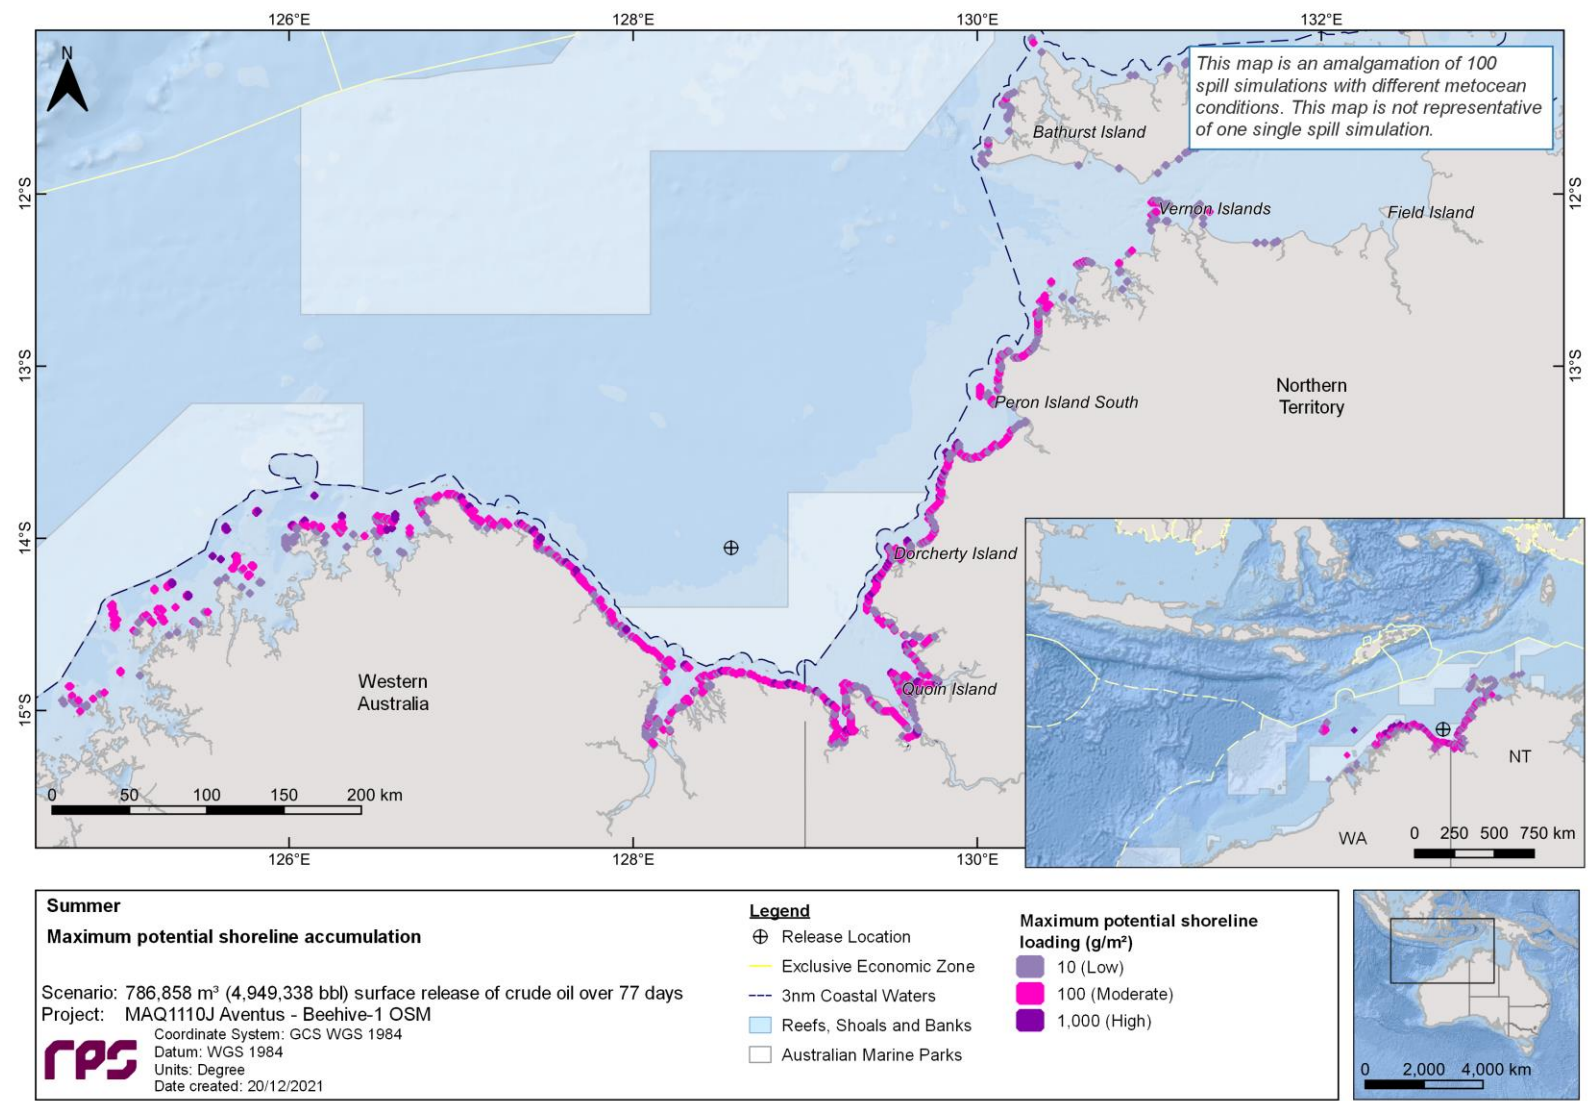 126°E
128°E
130°E
132°E
N
This map is an amalgamation of 100
spill simulations with different metocean
conditions. This map is not representative
of one single spill simulation.
Bathurst Island
12°S
12°S
Vernon Islands
Field Island
13°S
13°S
Northern
Territory
Peron Island South
14°S
Dorcherty Island
Western
Australia
Quoin Island
15°S
NT
WA
0 50 100 150 200 km
0 250 500 750 km
126°E
128°E
130°E
Summer
Maximum potential shoreline accumulation
Scenario: 786,858 m³ (4,949,338 bbl) surface release of crude oil over 77 days
Project: MAQ1110J Aventus - Beehive-1 OSM
rps
Coordinate System: GCS WGS 1984
Datum: WGS 1984
Units: Degree
Date created: 20/12/2021
Legend
Release Location
Exclusive Economic Zone
3nm Coastal Waters
Reefs, Shoals and Banks
Australian Marine Parks
Maximum potential shoreline
loading (g/m²)
10 (Low)
100 (Moderate)
1,000 (High)
0 2,000 4,000 km